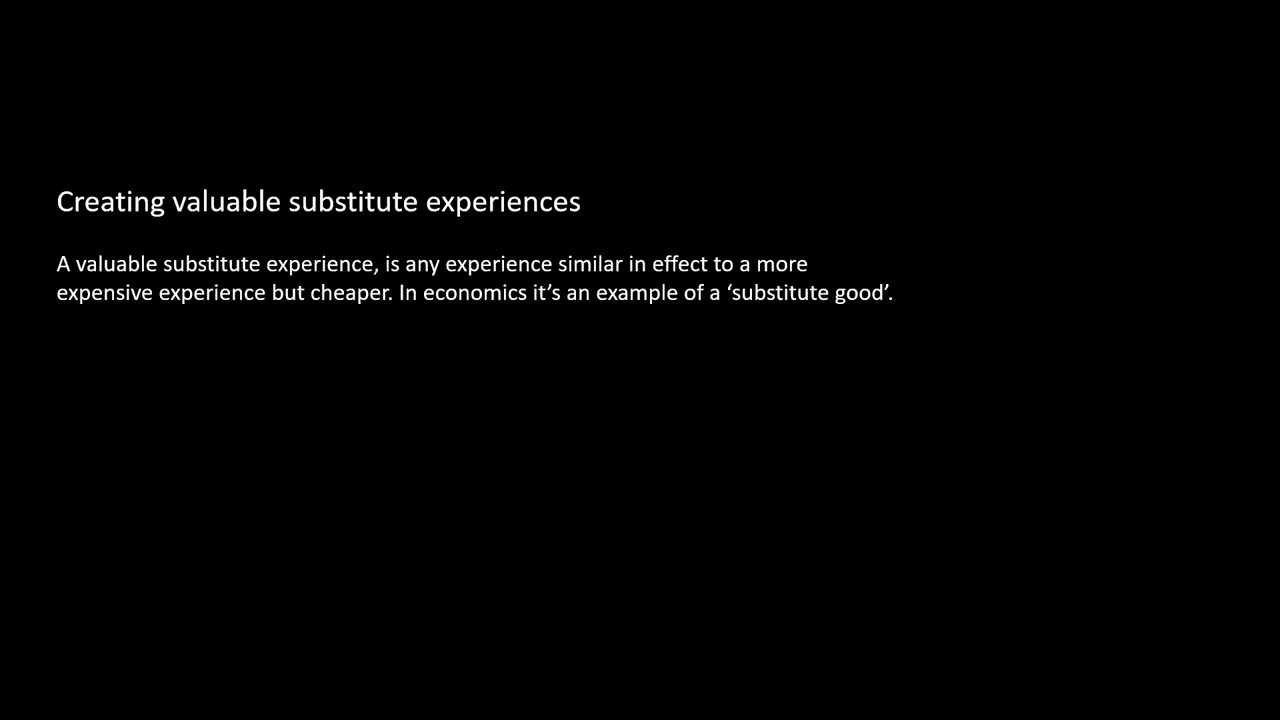 Creating valuable substitute experiences
A valuable substitute experience, is any experience similar in effect to a more
expensive experience but cheaper. In economics it’s an example of a ‘substitute good’.